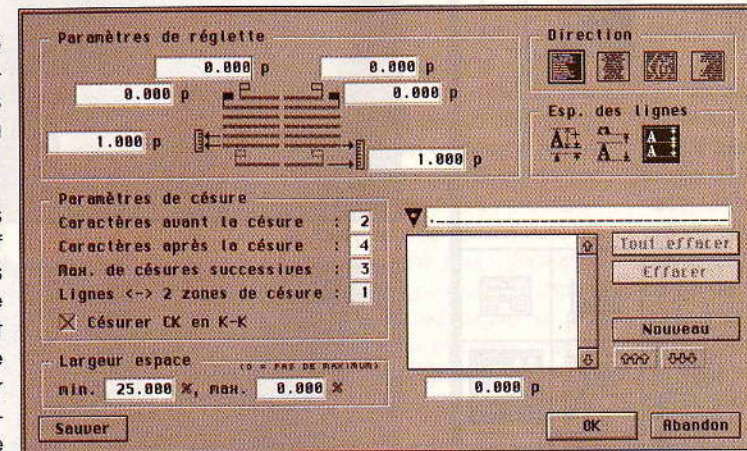 Paramètres de réglette
0.000 p
0.000 p
0.000 p
0.000 p
1.000 p
1.000 p
Direction
Esp. des lignes
A
A
A
A
Paramètres de césure
Caractères avant la césure : 2
Caractères après la césure : 4
Max. de césures successives : 3
Lignes <-> 2 zones de césure : 1
Césurer CK en K-K
Largeur espace (0 = PAS DE MAXIMUM)
min. 25.000 %, max. 0.000 %
Tout effacer
Effacer
Nouveau
0.000 p
Sauver
OK
Abandon